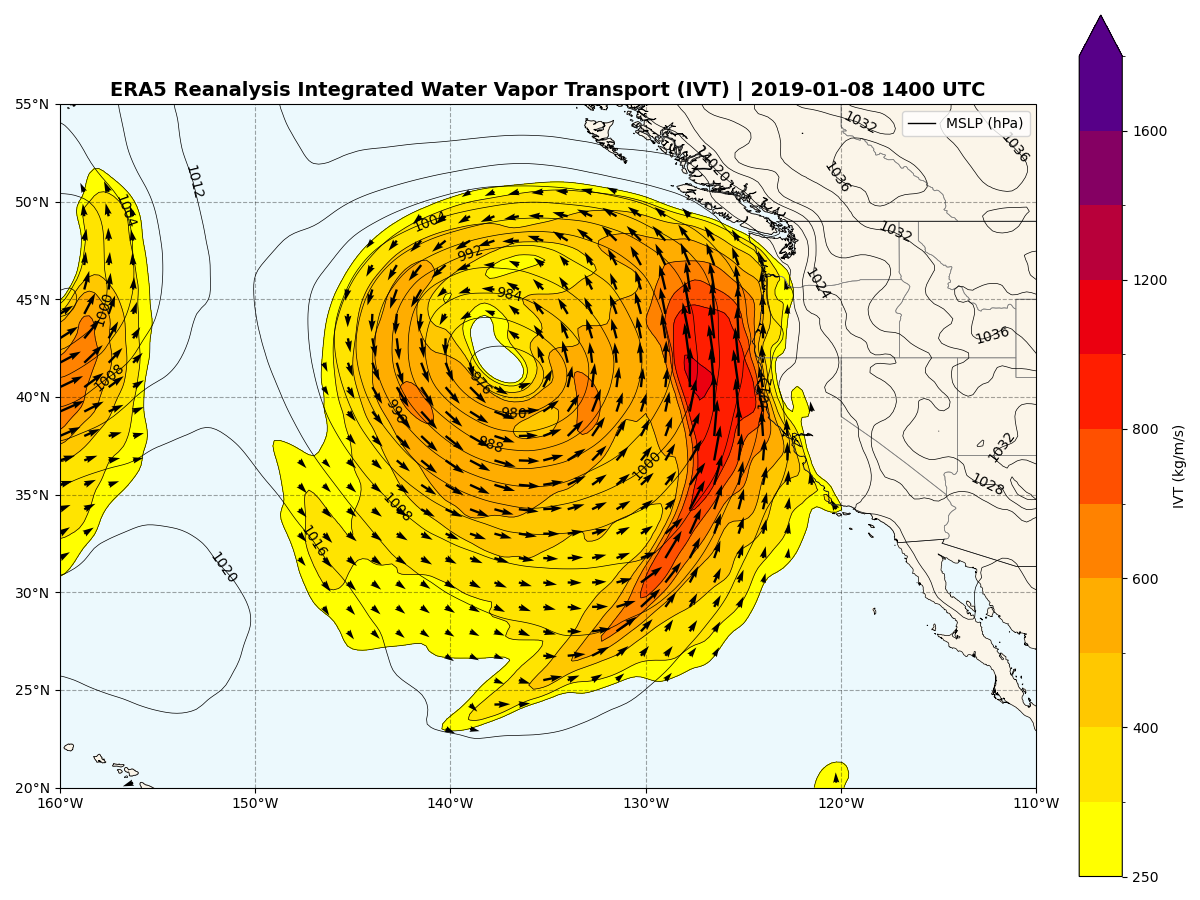 ERA5 Reanalysis Integrated Water Vapor Transport (IVT) | 2019-01-08 1400 UTC
MSLP (hPa)
55°N
50°N
45°N
40°N
35°N
30°N
25°N
20°N
160°W
150°W
140°W
130°W
120°W
110°W
1600
1200
800
600
400
250
IVT (kg/m/s)
1032
1036
1020
1036
1012
1004
1004
1032
992
1024
984
1000
1036
1008
976
996
980
988
1032
1000
1028
1008
1016
1020